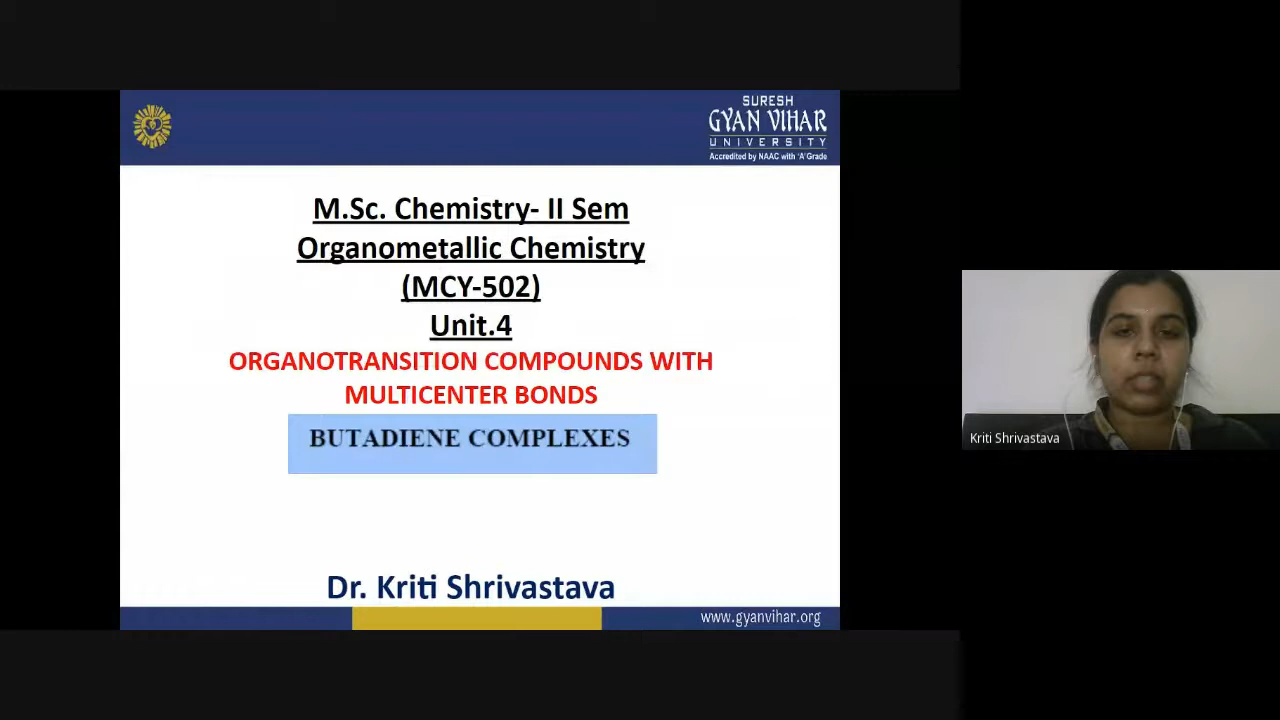 SURESH
GYAN VIHAR
UNIVERSITY
Accredited by NAAC with 'A' Grade
M.Sc. Chemistry- II Sem
Organometallic Chemistry
(MCY-502)
Unit.4
ORGANOTRANSITION COMPOUNDS WITH
MULTICENTER BONDS
BUTADIENE COMPLEXES
Dr. Kriti Shrivastava
www.gyanvihar.org
Kriti Shrivastava